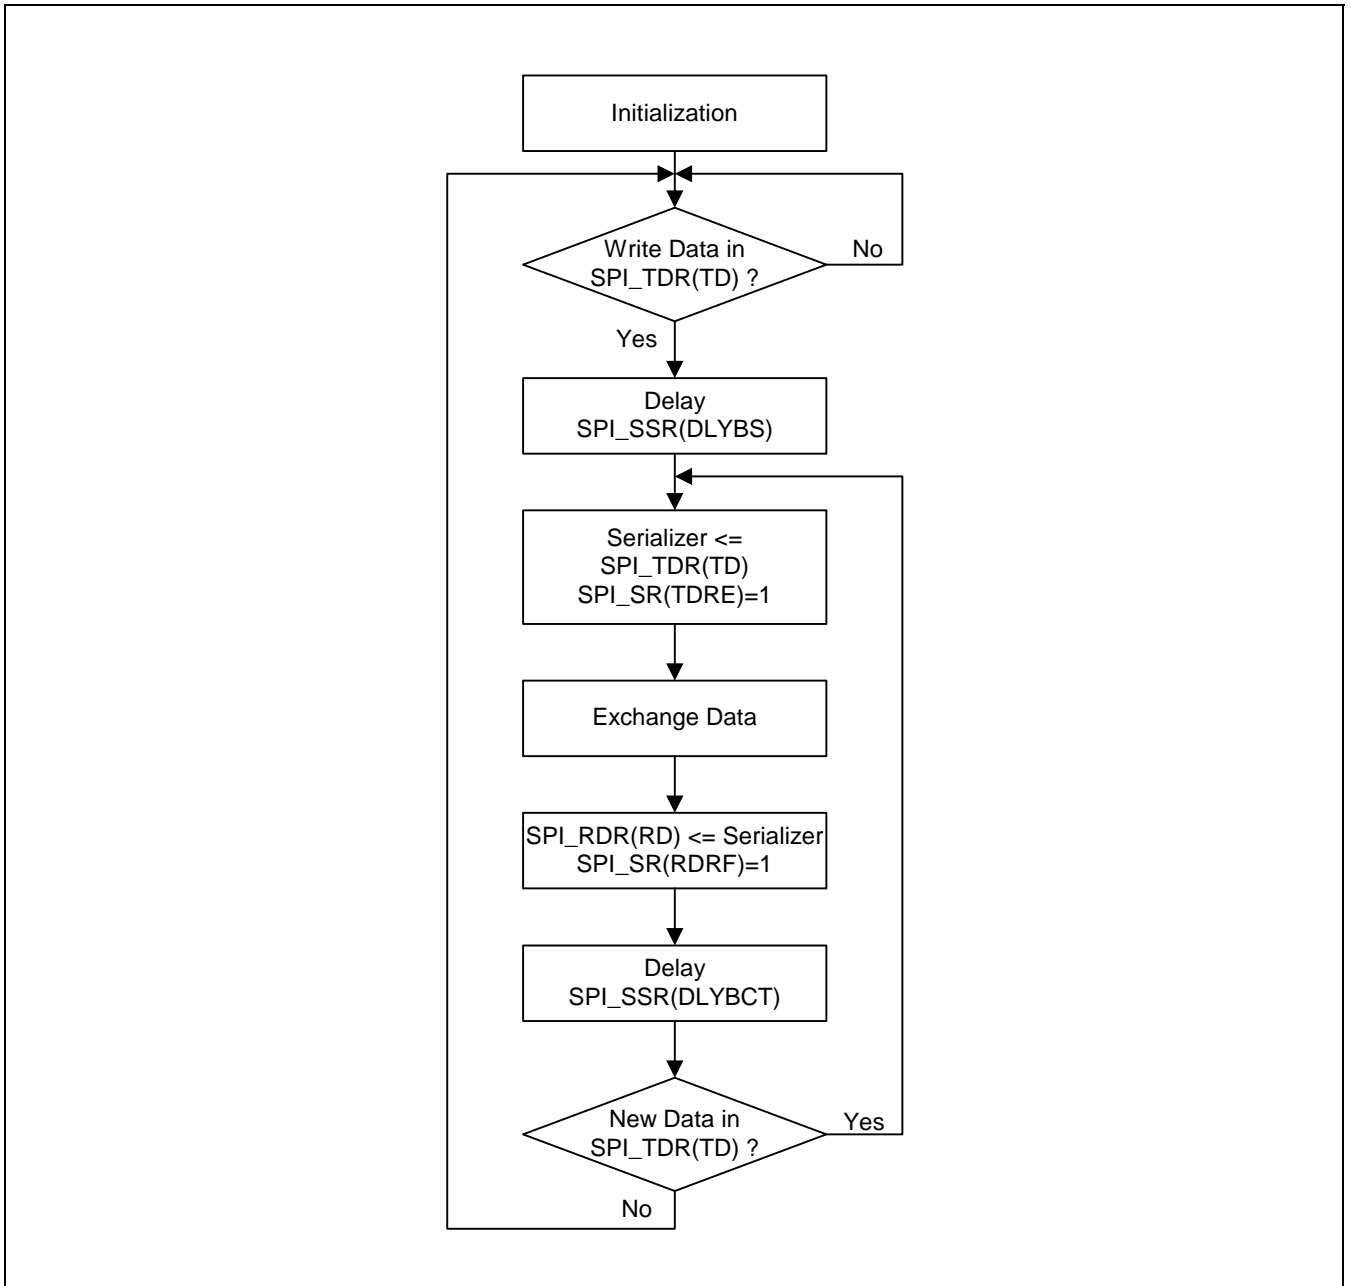 Initialization
Write Data in
SPI_TDR(TD) ?
No
Yes
Delay
SPI_SSR(DLYBS)
Serializer <=
SPI_TDR(TD)
SPI_SR(TDRE)=1
Exchange Data
SPI_RDR(RD) <= Serializer
SPI_SR(RDRF)=1
Delay
SPI_SSR(DLYBCT)
New Data in
SPI_TDR(TD) ?
Yes
No